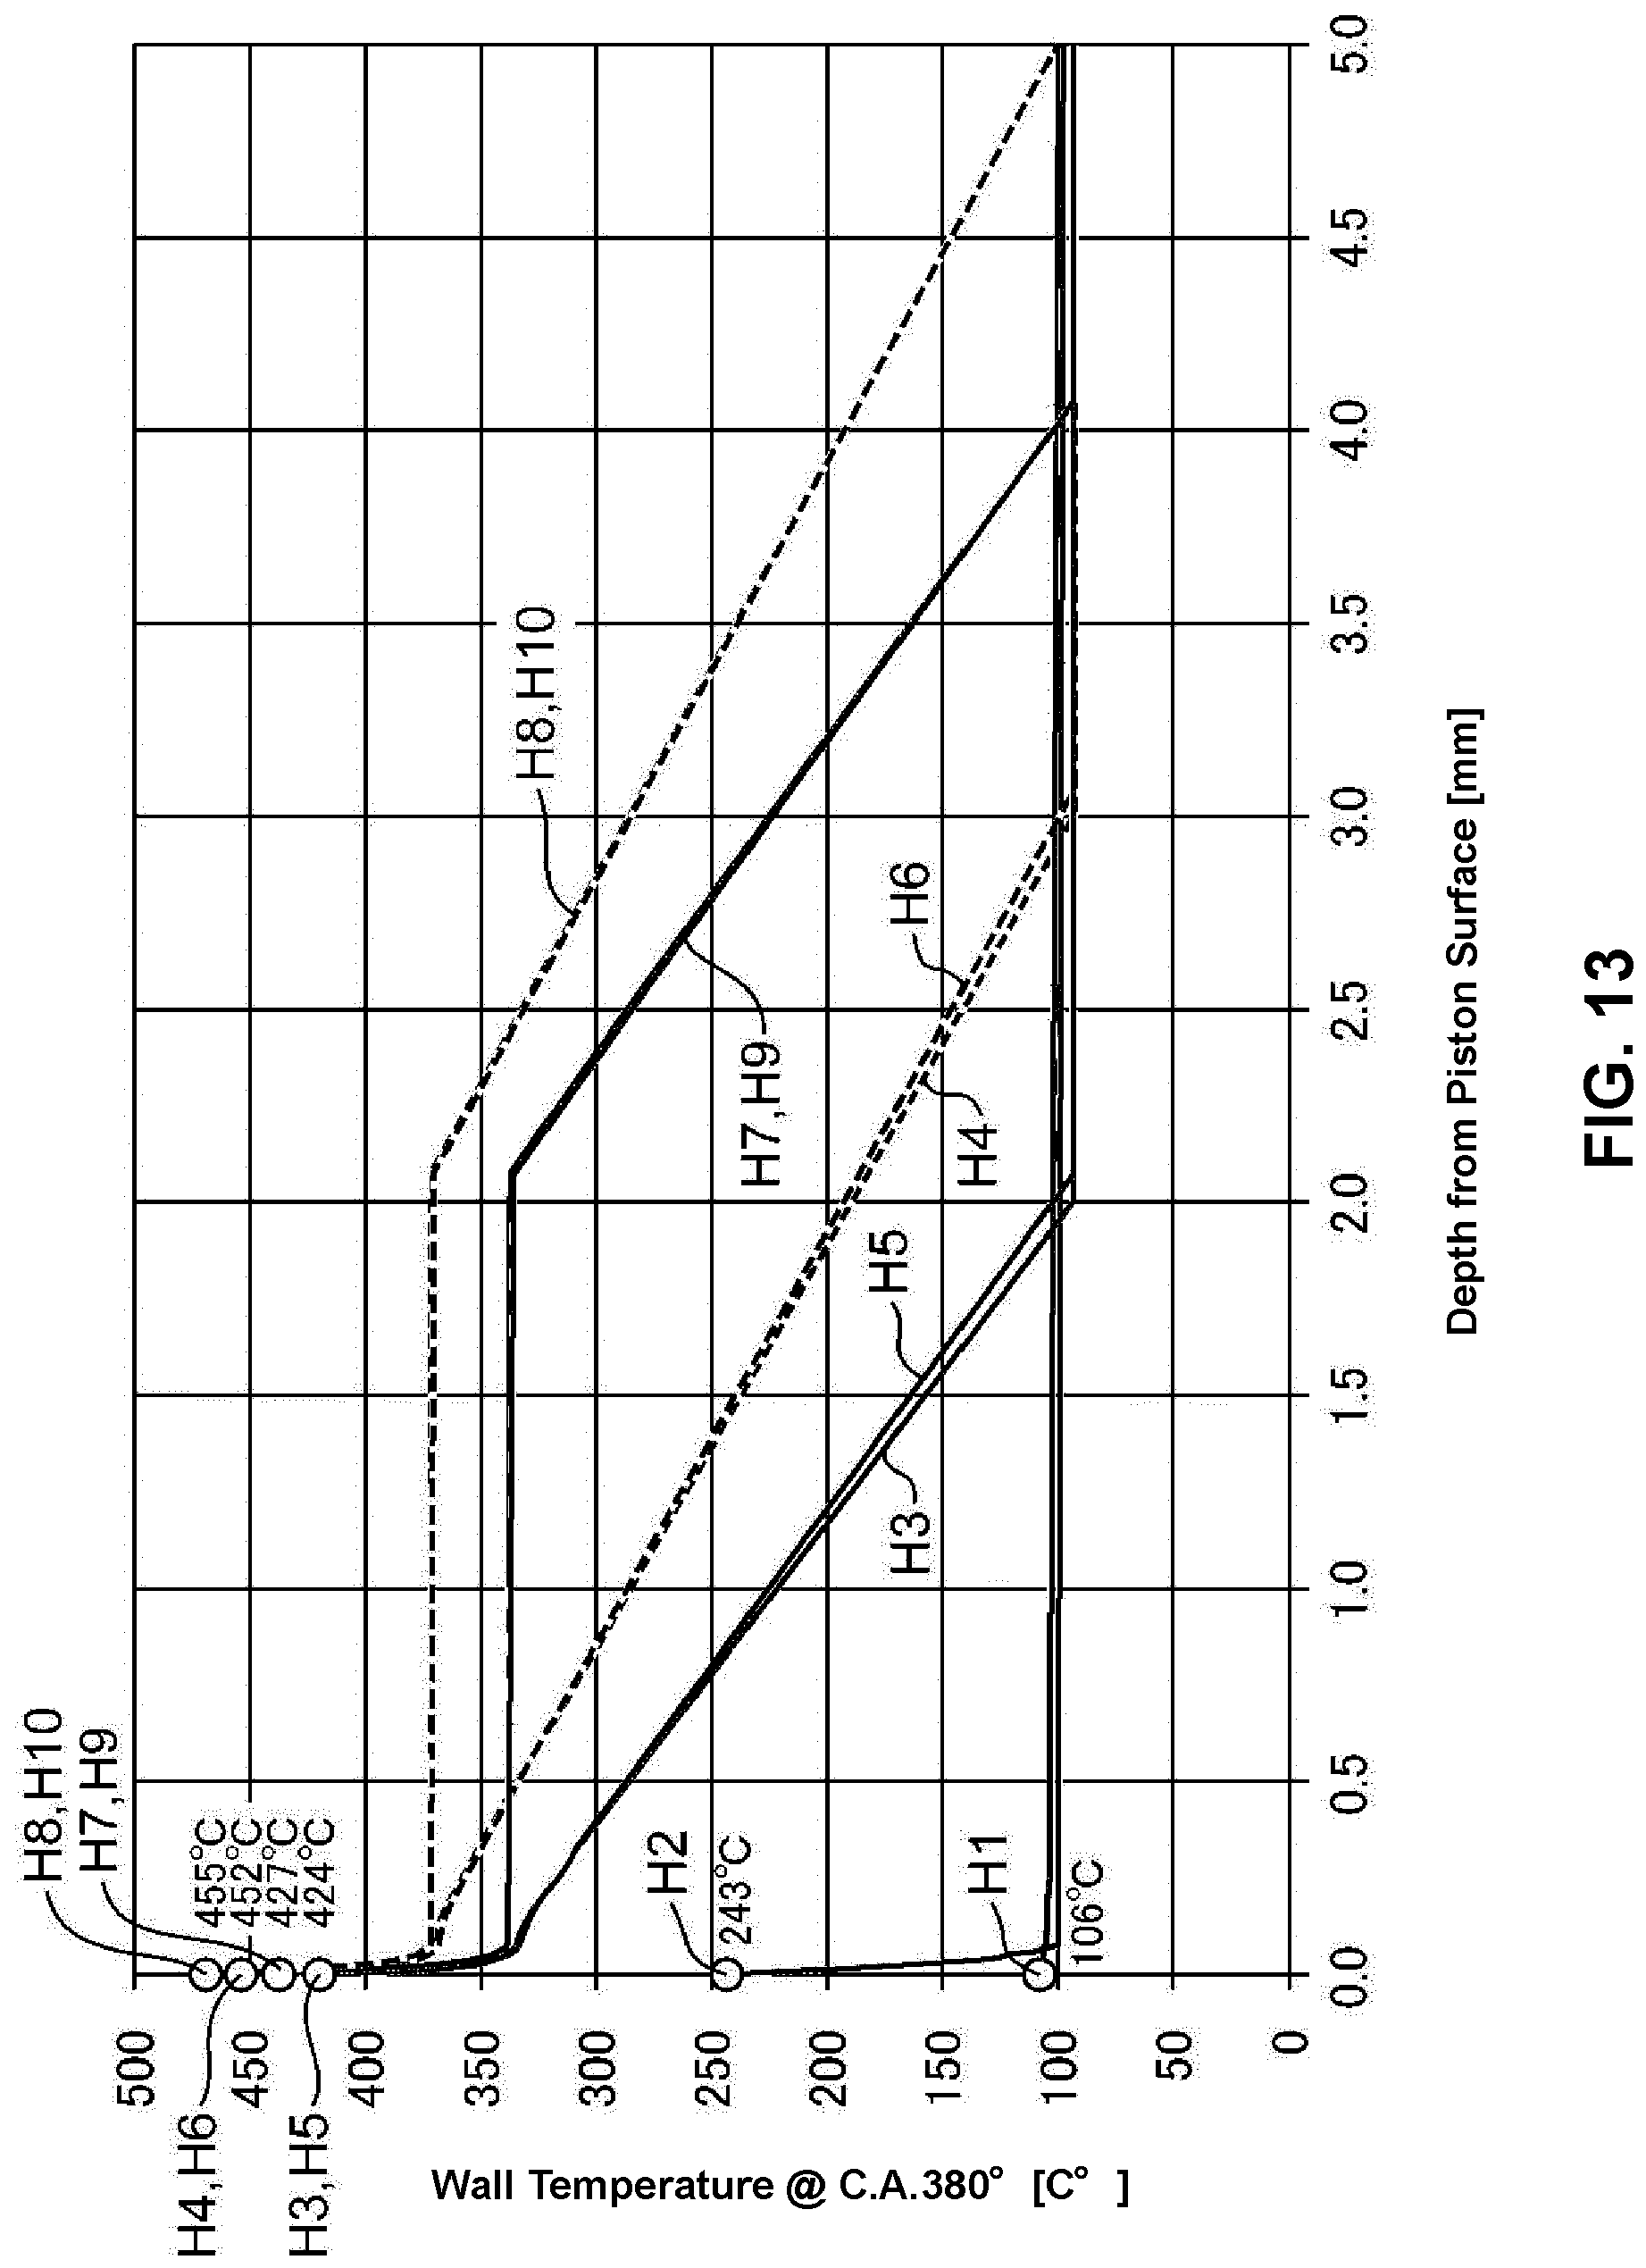 H8,H10
H7,H9
455°C
452°C
427°C
424°C
H4,H6
H3,H5
H2
243°C
H1
106°C
H8,H10
H7,H9
H6
H4
H5
H3
500
450
400
350
300
250
200
150
100
50
0
0.0
0.5
1.0
1.5
2.0
2.5
3.0
3.5
4.0
4.5
5.0
Wall Temperature @ C.A.380° [C° ]
Depth from Piston Surface [mm]
FIG. 13